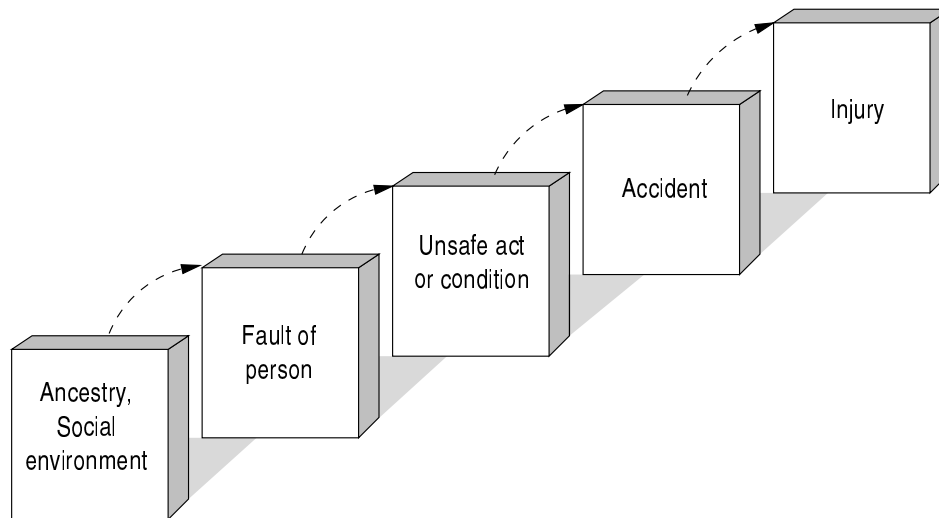 Ancestry,
Social
environment
Fault of
person
Unsafe act
or condition
Accident
Injury